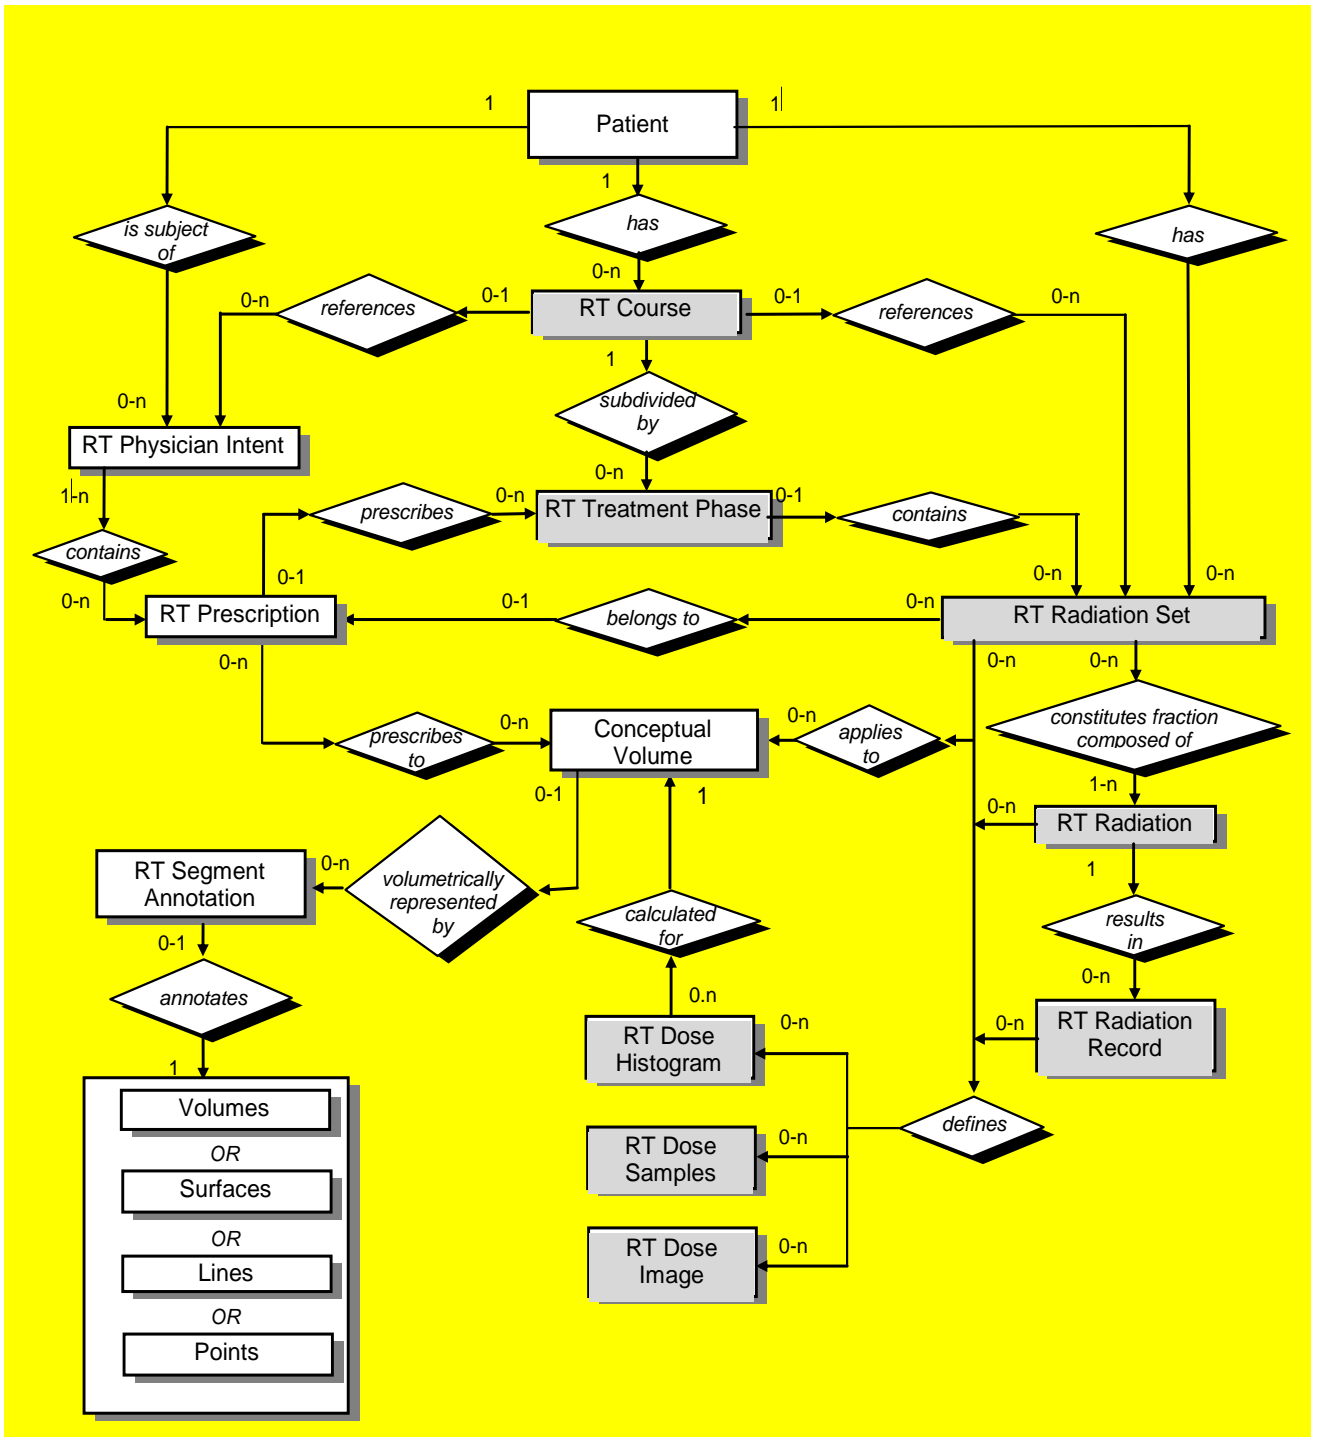 1
1
Patient
1
is subject
of
has
has
0-n
0-n
references
0-1
RT Course
0-1
references
0-n
1
0-n
subdivided
by
RT Physician Intent
1-n
0-n
prescribes
0-n
RT Treatment Phase
0-1
contains
contains
0-n
0-1
0-n
0-n
RT Prescription
0-1
belongs to
0-n
RT Radiation Set
0-n
0-n
0-n
prescribes
to
0-n
Conceptual
Volume
0-n
applies
to
constitutes fraction
composed of
0-1
1
1-n
0-n
RT Radiation
RT Segment
Annotation
0-n
volumetrically
represented
by
calculated
for
1
results
in
0-1
0-n
annotates
0.n
0-n
RT Dose
Histogram
0-n
RT Radiation
Record
1
Volumes
OR
Surfaces
OR
Lines
OR
Points
RT Dose
Samples
0-n
defines
RT Dose
Image
0-n